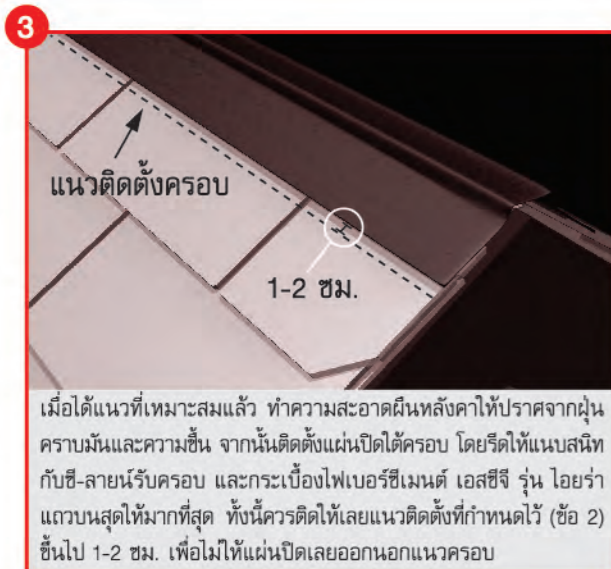 3
แนวติดตั้งครอบ
1-2 ซม.
เมื่อได้แนวที่เหมาะสมแล้ว ทำความสะอาดผืนหลังคาให้ปราศจากฝุ่น
คราบมันและความชื้น จากนั้นติดตั้งแผ่นปิดใต้ครอบ โดยรีดให้แนบสนิท
กับซี-ลายน์รับครอบ และกระเบื้องไฟเบอร์ซีเมนต์ เอสซีจี รุ่น ไอยร่า
แถวบนสุดให้มากที่สุด ทั้งนี้ควรติดให้เลยแนวติดตั้งที่กำหนดไว้ (ข้อ 2)
ขึ้นไป 1-2 ซม. เพื่อไม่ให้แผ่นปิดเลยออกนอกแนวครอบ